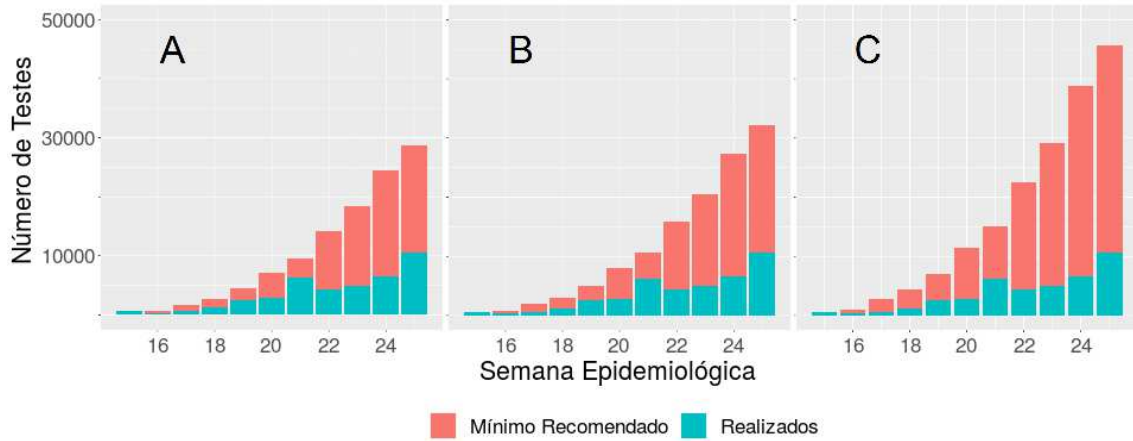 A B C
50000
30000
10000
Número de Testes
16 18 20 22 24 16 18 20 22 24 16 18 20 22 24
Semana Epidemiológica
Mínimo Recomendado Realizados